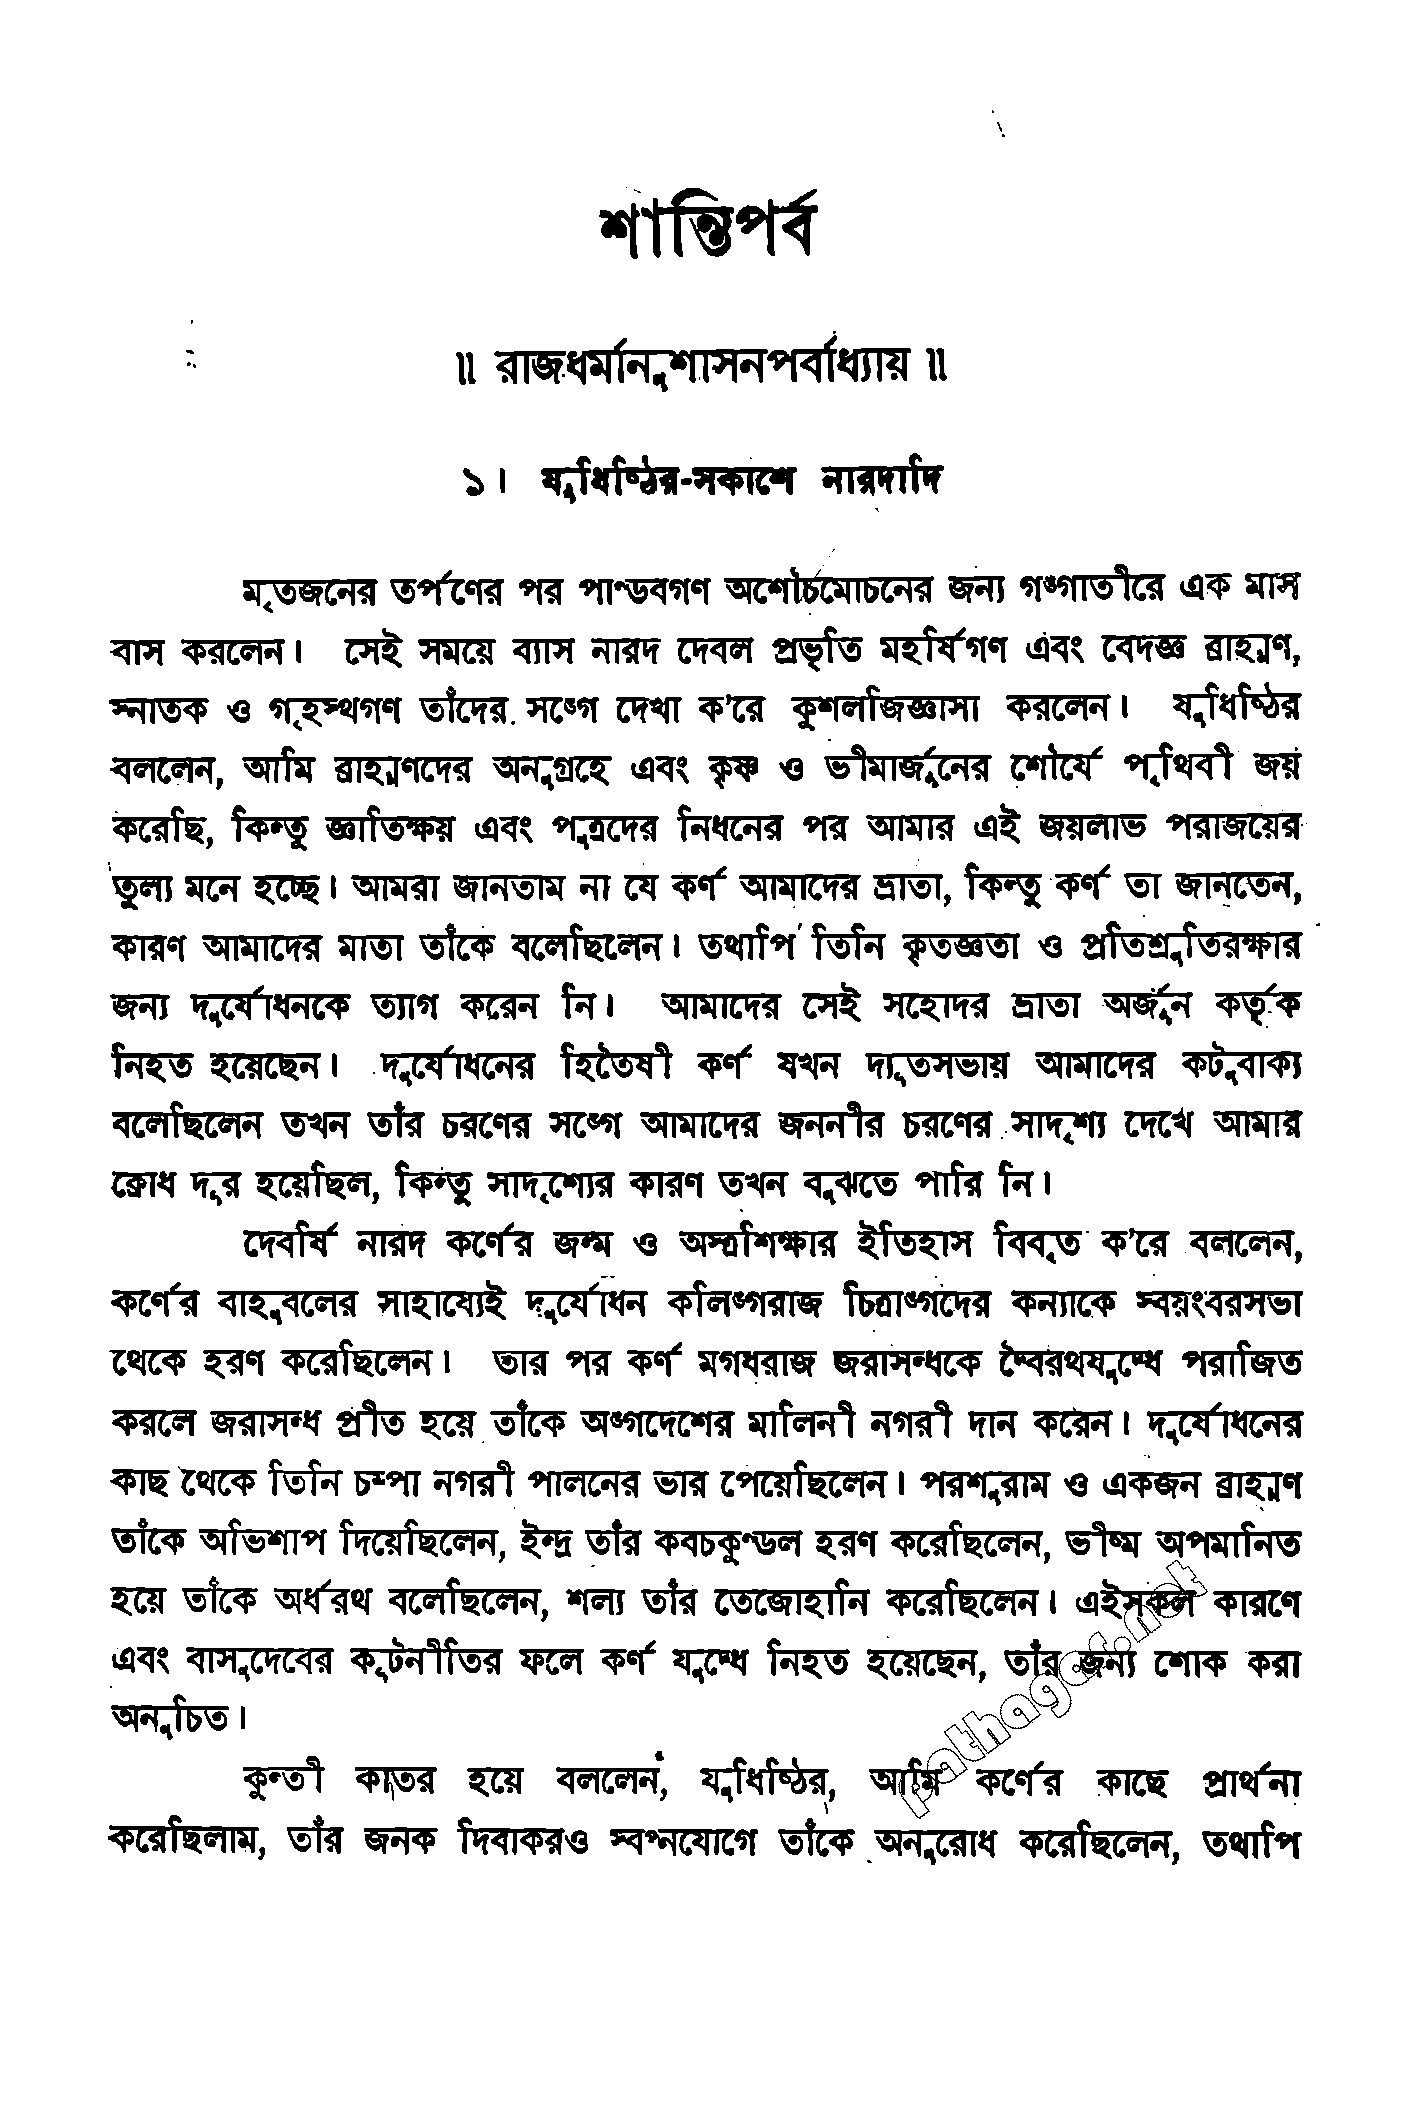 শান্তিপর্ব
॥ রাজধর্মানুশাসনপর্বাধ্যায় ॥
১। যুধিষ্ঠির-সকাশে নারদাদি
মৃতজনের তর্পণের পর পাণ্ডবগণ অশৌচমোচনের জন্য গঙ্গাতীরে এক মাস
বাস করলেন। সেই সময়ে ব্যাস নারদ দেবল প্রভৃতি মহর্ষিগণ এবং বেদজ্ঞ ব্রাহ্মণ,
স্নাতক ও গৃহস্থগণ তাঁদের সঙ্গে দেখা ক'রে কুশলজিজ্ঞাসা করলেন। যুধিষ্ঠির
বললেন, আমি ব্রাহ্মণদের অনুগ্রহে এবং কৃষ্ণ ও ভীমার্জুনের শৌর্যে পৃথিবী জয়
করেছি, কিন্তু জ্ঞাতিক্ষয় এবং পুত্রদের নিধনের পর আমার এই জয়লাভ পরাজয়ের
তুল্য মনে হচ্ছে। আমরা জানতাম না যে কর্ণ আমাদের ভ্রাতা, কিন্তু কর্ণ তা জানতেন,
কারণ আমাদের মাতা তাঁকে বলেছিলেন। তথাপি তিনি কৃতজ্ঞতা ও প্রতিশ্রুতিরক্ষার
জন্য দুর্যোধনকে ত্যাগ করেন নি। আমাদের সেই সহোদর ভ্রাতা অর্জুন কর্তৃক
নিহত হয়েছেন। দুর্যোধনের হিতৈষী কর্ণ যখন দ্যূতসভায় আমাদের কটুবাক্য
বলেছিলেন তখন তাঁর চরণের সঙ্গে আমাদের জননীর চরণের সাদৃশ্য দেখে আমার
ক্রোধ দূর হয়েছিল, কিন্তু সাদৃশ্যের কারণ তখন বুঝতে পারি নি।
দেবর্ষি নারদ কর্ণের জন্ম ও অস্ত্রশিক্ষার ইতিহাস বিবৃত ক'রে বললেন,
কর্ণের বাহুবলের সাহায্যেই দুর্যোধন কলিঙ্গরাজ চিত্রাঙ্গদের কন্যাকে স্বয়ংবরসভা
থেকে হরণ করেছিলেন। তার পর কর্ণ মগধরাজ জরাসন্ধকে দ্বৈরথযুদ্ধে পরাজিত
করলে জরাসন্ধ প্রীত হয়ে তাঁকে অঙ্গদেশের মালিনী নগরী দান করেন। দুর্যোধনের
কাছ থেকে তিনি চম্পা নগরী পালনের ভার পেয়েছিলেন। পরশুরাম ও একজন ব্রাহ্মণ
তাঁকে অভিশাপ দিয়েছিলেন, ইন্দ্র তাঁর কবচকুণ্ডল হরণ করেছিলেন, ভীষ্ম অপমানিত
হয়ে তাঁকে অর্ধরথ বলেছিলেন, শল্য তাঁর তেজোহানি করেছিলেন। এইসকল কারণে
এবং বাসুদেবের কূটনীতির ফলে কর্ণ যুদ্ধে নিহত হয়েছেন, তাঁর জন্য শোক করা
অনুচিত।
কুন্তী কাতর হয়ে বললেন, যুধিষ্ঠির, আমি কর্ণের কাছে প্রার্থনা
করেছিলাম, তাঁর জনক দিবাকরও স্বপ্নযোগে তাঁকে অনুরোধ করেছিলেন, তথাপি
pathagar.net